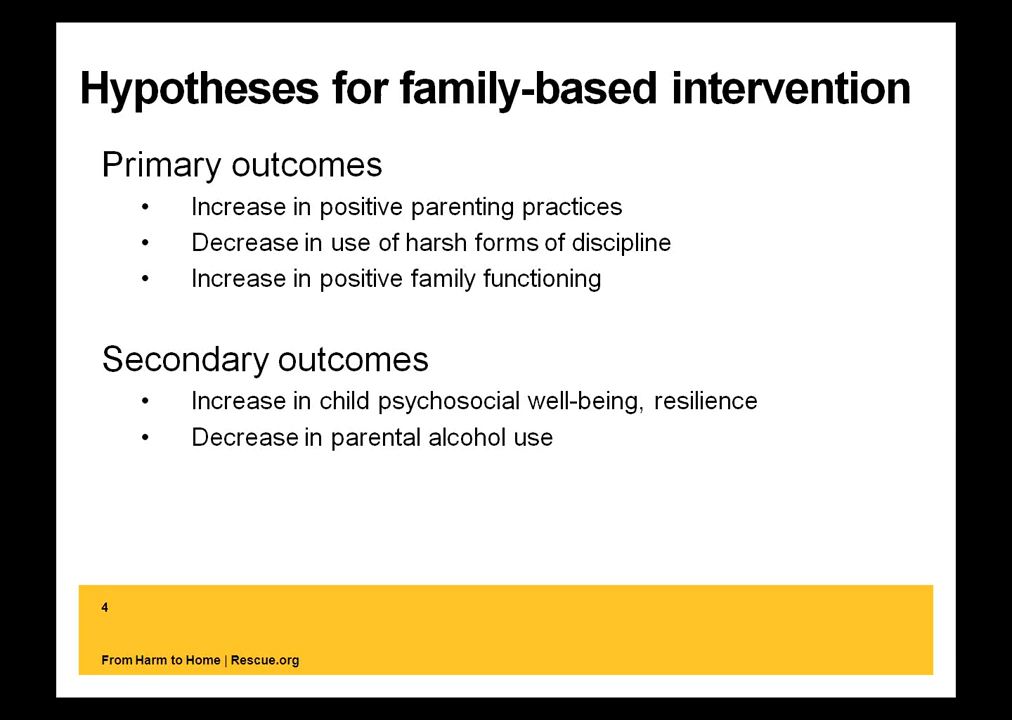 Hypotheses for family-based intervention
Primary outcomes
• Increase in positive parenting practices
• Decrease in use of harsh forms of discipline
• Increase in positive family functioning
Secondary outcomes
• Increase in child psychosocial well-being, resilience
• Decrease in parental alcohol use
4
From Harm to Home | Rescue.org